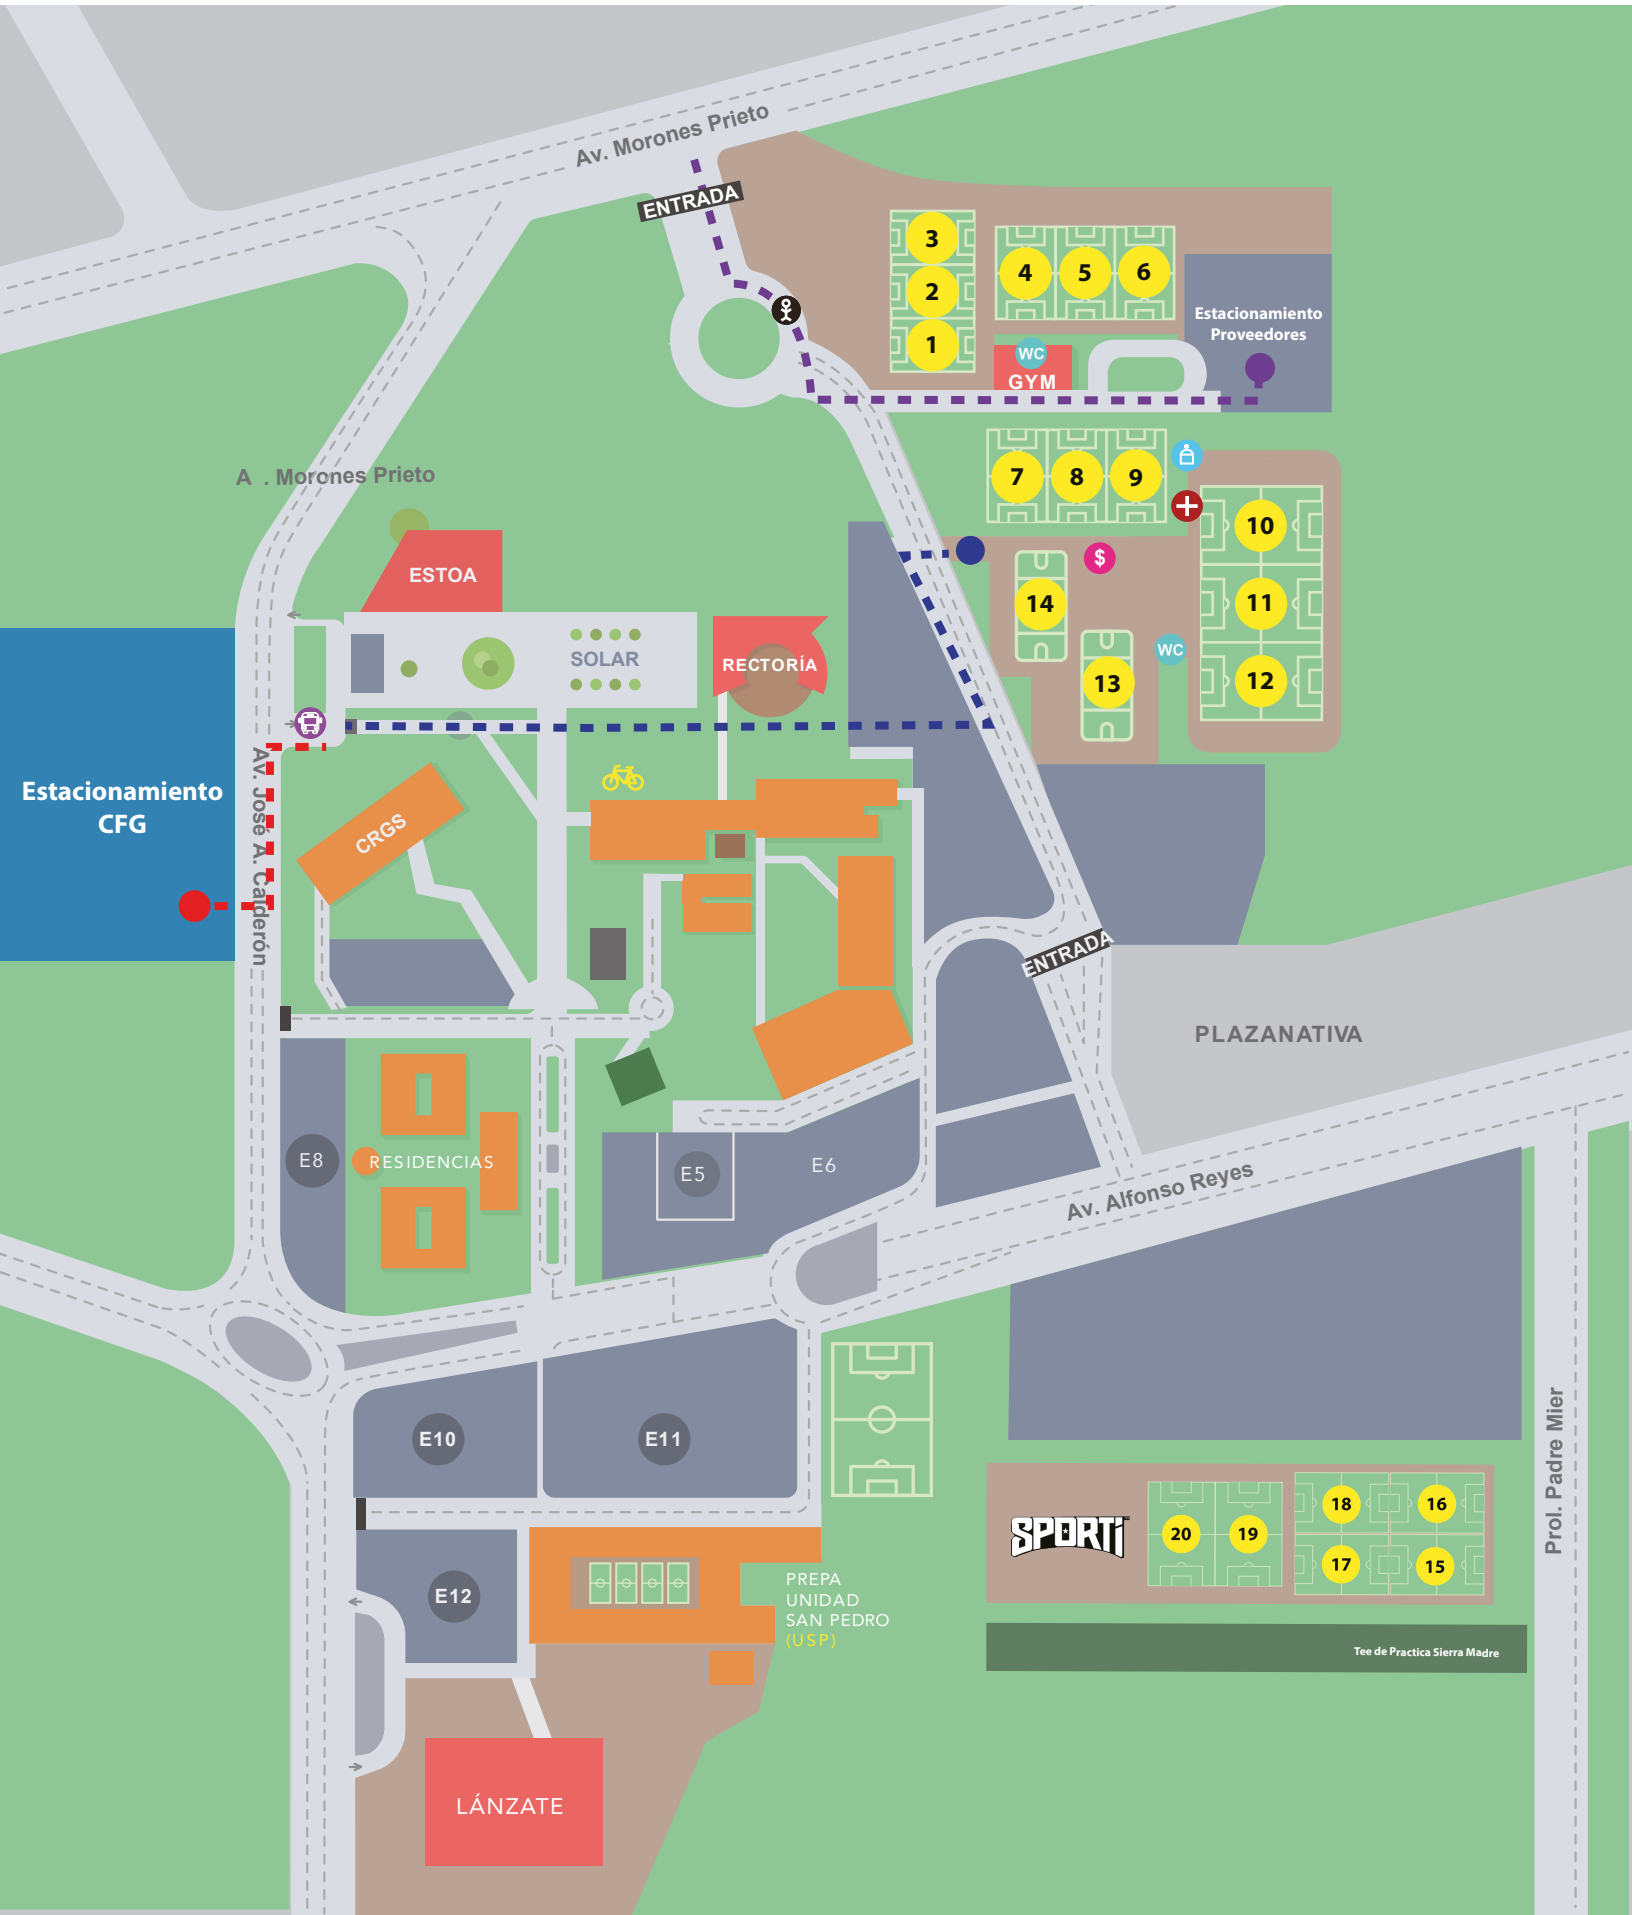 Av. Morones Prieto
ENTRADA
3
2
1
4
5
6
Estacionamiento
Proveedores
WC
GYM
A . Morones Prieto
7
8
9
10
11
12
$
14
13
WC
ESTOA
SOLAR
RECTORÍA
Estacionamiento
CFG
Av. José A. Calderón
CRGS
ENTRADA
PLAZANATIVA
E8
RESIDENCIAS
E5
E6
Av. Alfonso Reyes
E10
E11
E12
PREPA
UNIDAD
SAN PEDRO
(USP)
SPORTi
20
19
18
16
17
15
Tee de Practica Sierra Madre
Prol. Padre Mier
LÁNZATE